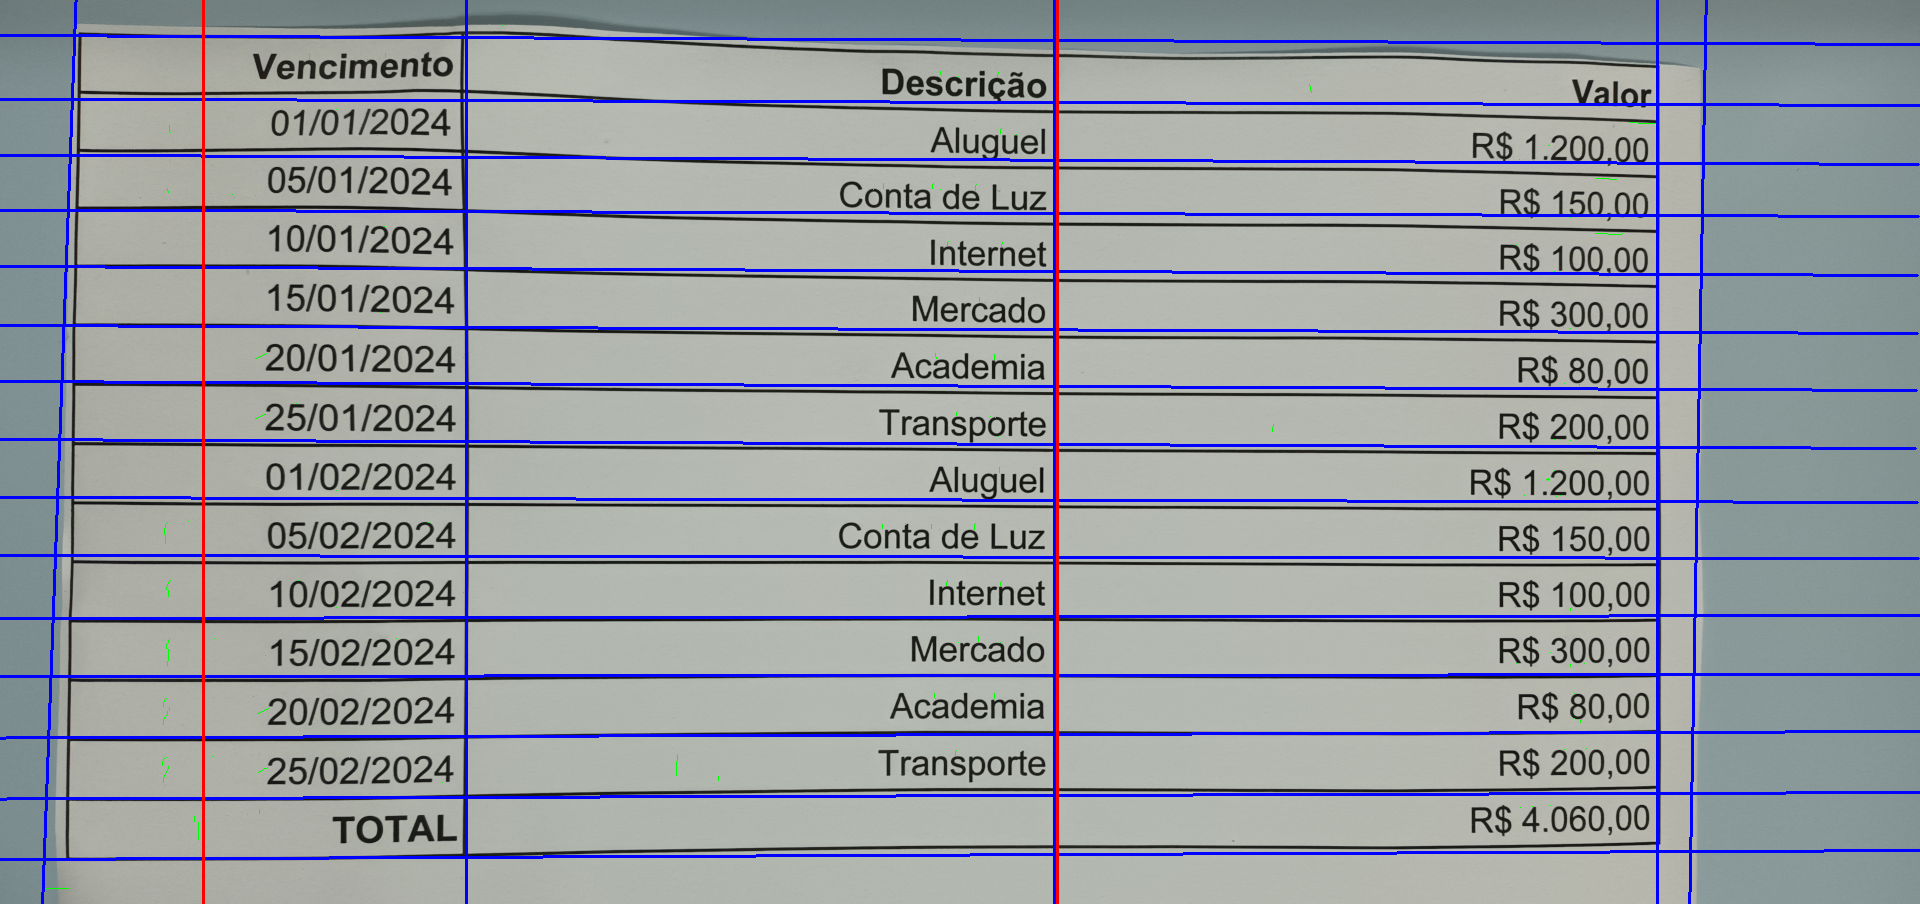 Vencimento Descrição Valor
01/01/2024 Aluguel R$ 1.200,00
05/01/2024 Conta de Luz R$ 150,00
10/01/2024 Internet R$ 100,00
15/01/2024 Mercado R$ 300,00
20/01/2024 Academia R$ 80,00
25/01/2024 Transporte R$ 200,00
01/02/2024 Aluguel R$ 1.200,00
05/02/2024 Conta de Luz R$ 150,00
10/02/2024 Internet R$ 100,00
15/02/2024 Mercado R$ 300,00
20/02/2024 Academia R$ 80,00
25/02/2024 Transporte R$ 200,00
TOTAL R$ 4.060,00